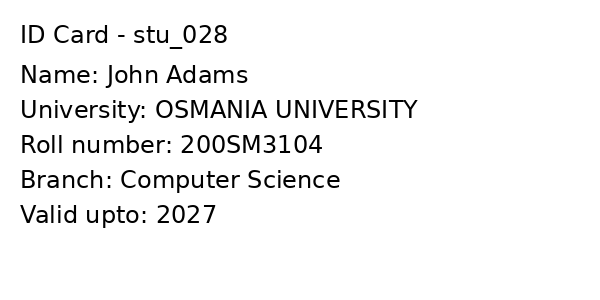 ID Card - stu_028
Name: John Adams
University: OSMANIA UNIVERSITY
Roll number: 200SM3104
Branch: Computer Science
Valid upto: 2027